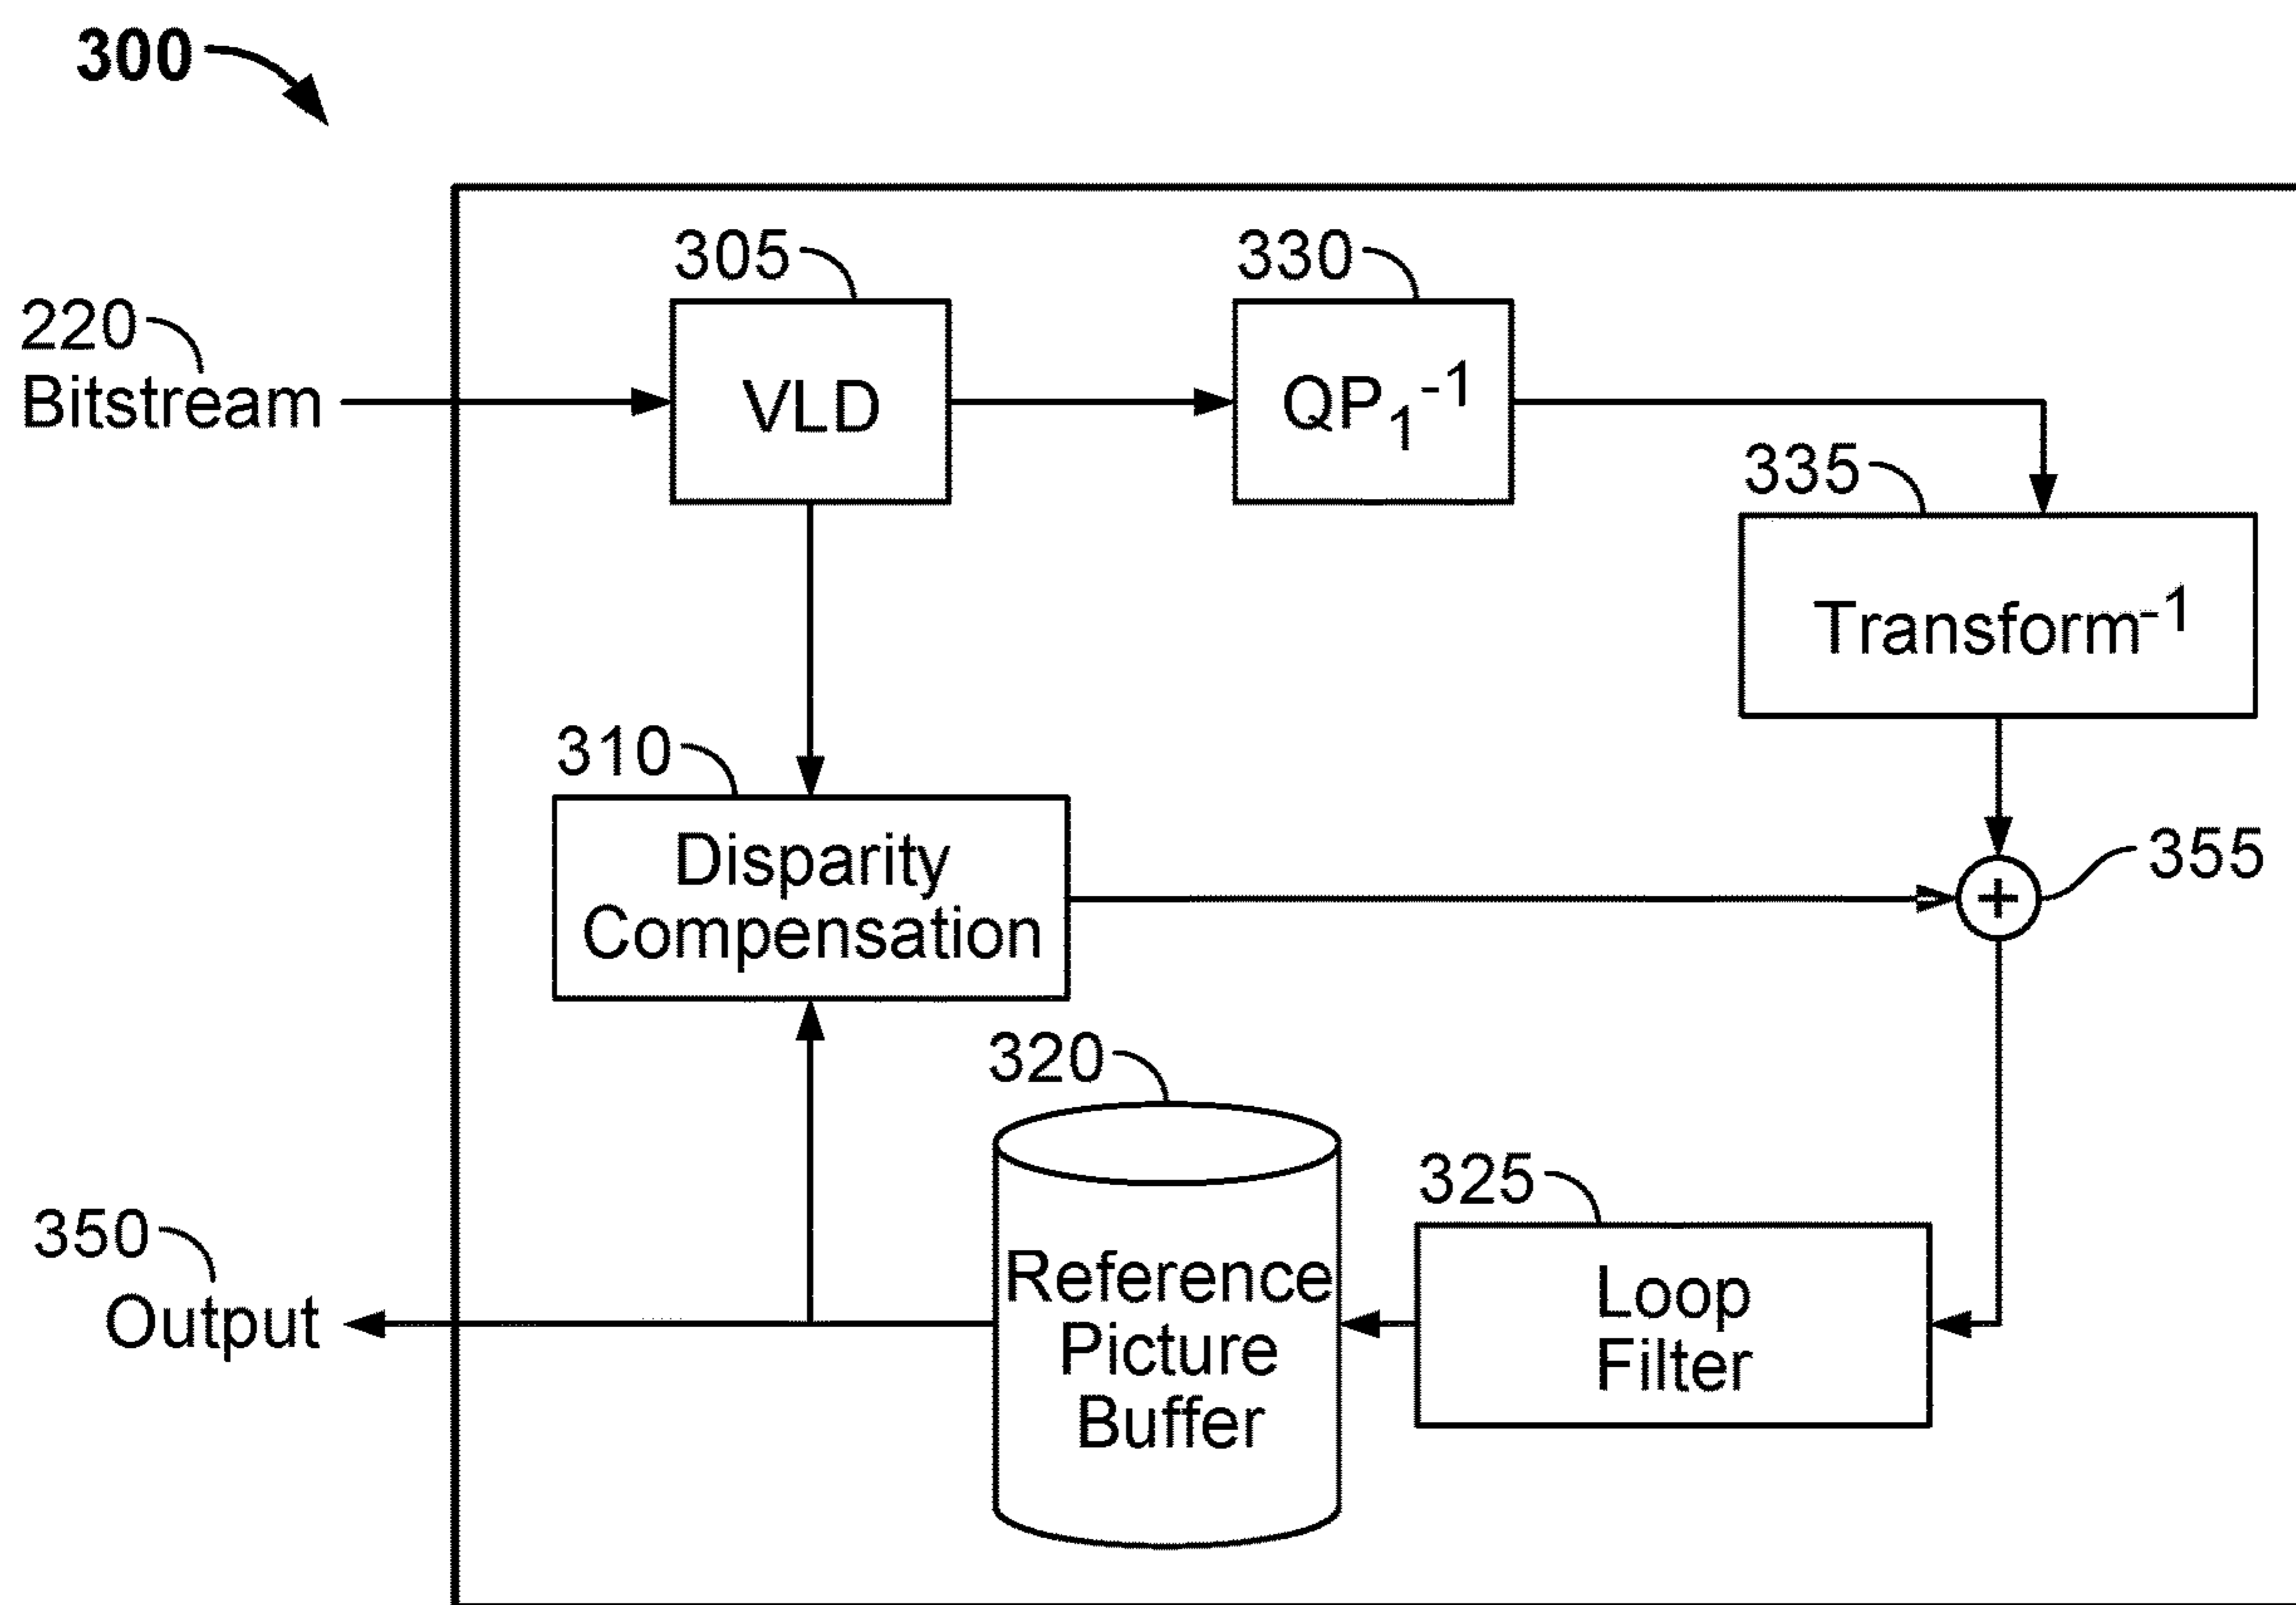 300
305
330
220
Bitstream
VLD
QP₁⁻¹
335
Transform⁻¹
310
Disparity
Compensation
+
355
320
325
350
Output
Reference
Picture
Buffer
Loop
Filter